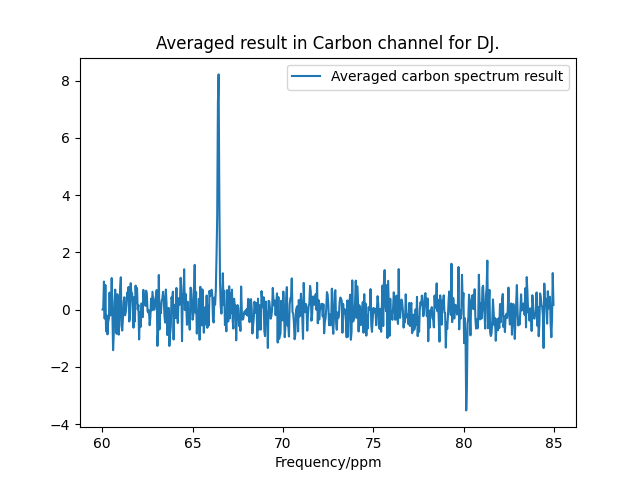 Averaged result in Carbon channel for DJ.
Averaged carbon spectrum result
8
6
4
2
0
−2
−4
60 65 70 75 80 85
Frequency/ppm